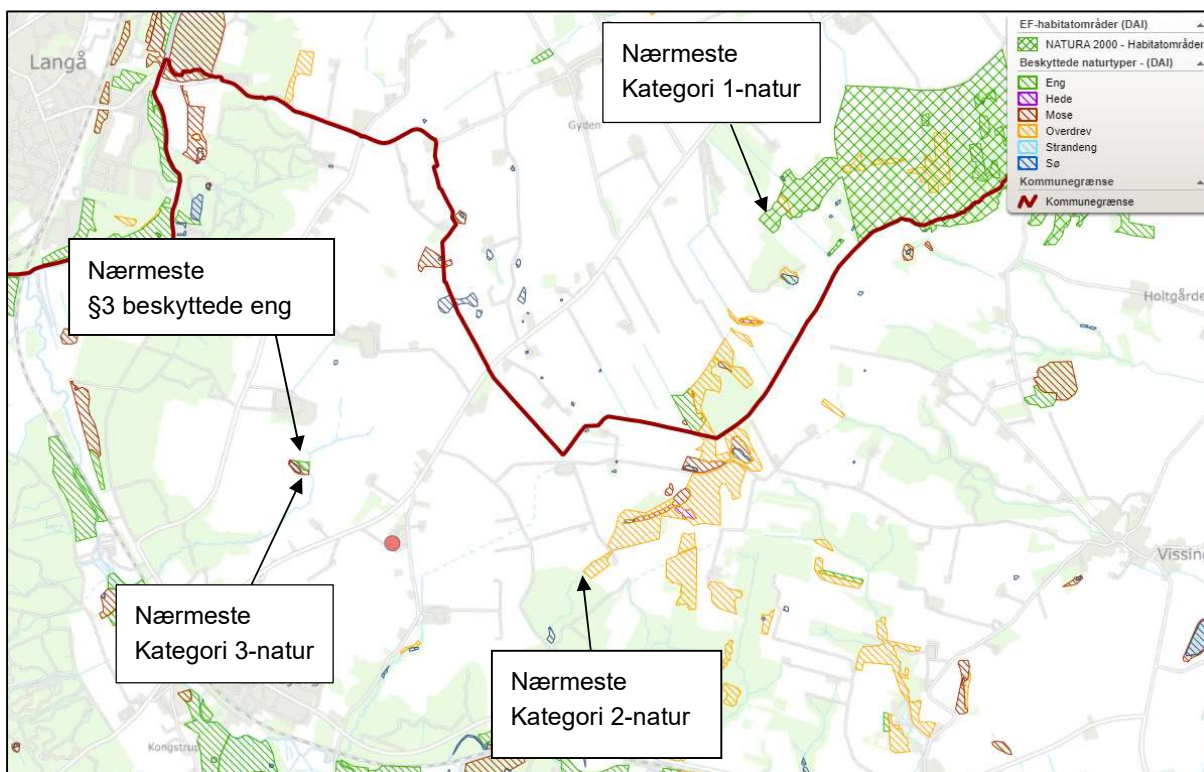 Langå
Gyden
Nærmeste
Kategori 1-natur
EF-habitatområder (DAI)
NATURA 2000 - Habitatområder
Beskyttede naturtyper - (DAI)
Eng
Hede
Mose
Overdrev
Strandeng
Sø
Kommunegrænse
Kommunegrænse
Nærmeste
§3 beskyttede eng
Holtgårde
Vissing
Nærmeste
Kategori 3-natur
Nærmeste
Kategori 2-natur
Kongstrup